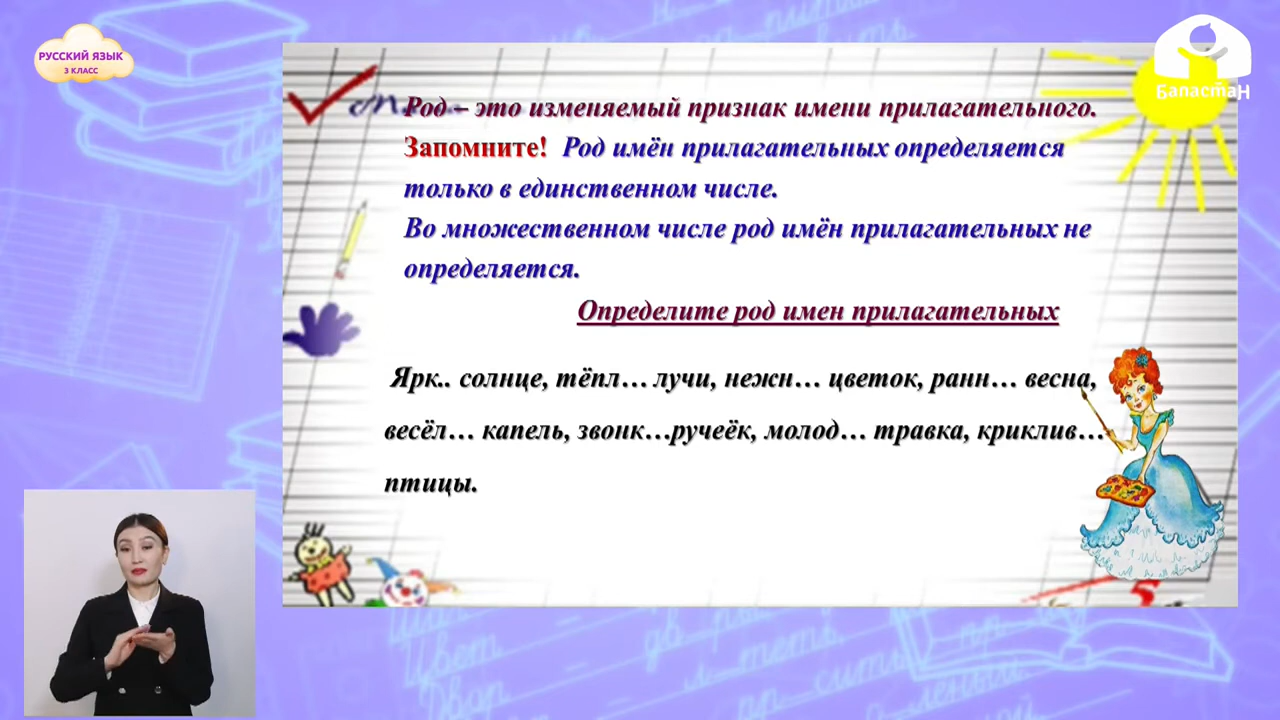 РУССКИЙ ЯЗЫК
3 КЛАСС
БаластаН
Род – это изменяемый признак имени прилагательного.
Запомните! Род имён прилагательных определяется
только в единственном числе.
Во множественном числе род имён прилагательных не
определяется.
Определите род имен прилагательных
Ярк.. солнце, тёпл… лучи, нежн… цветок, ранн… весна,
весёл… капель, звонк…ручеёк, молод… травка, криклив…
птицы.
Цвет